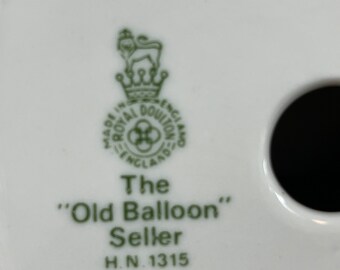 MADE IN ENGLAND
ROYAL DOULTON
ENGLAND
The
"Old Balloon"
Seller
H.N. 1315